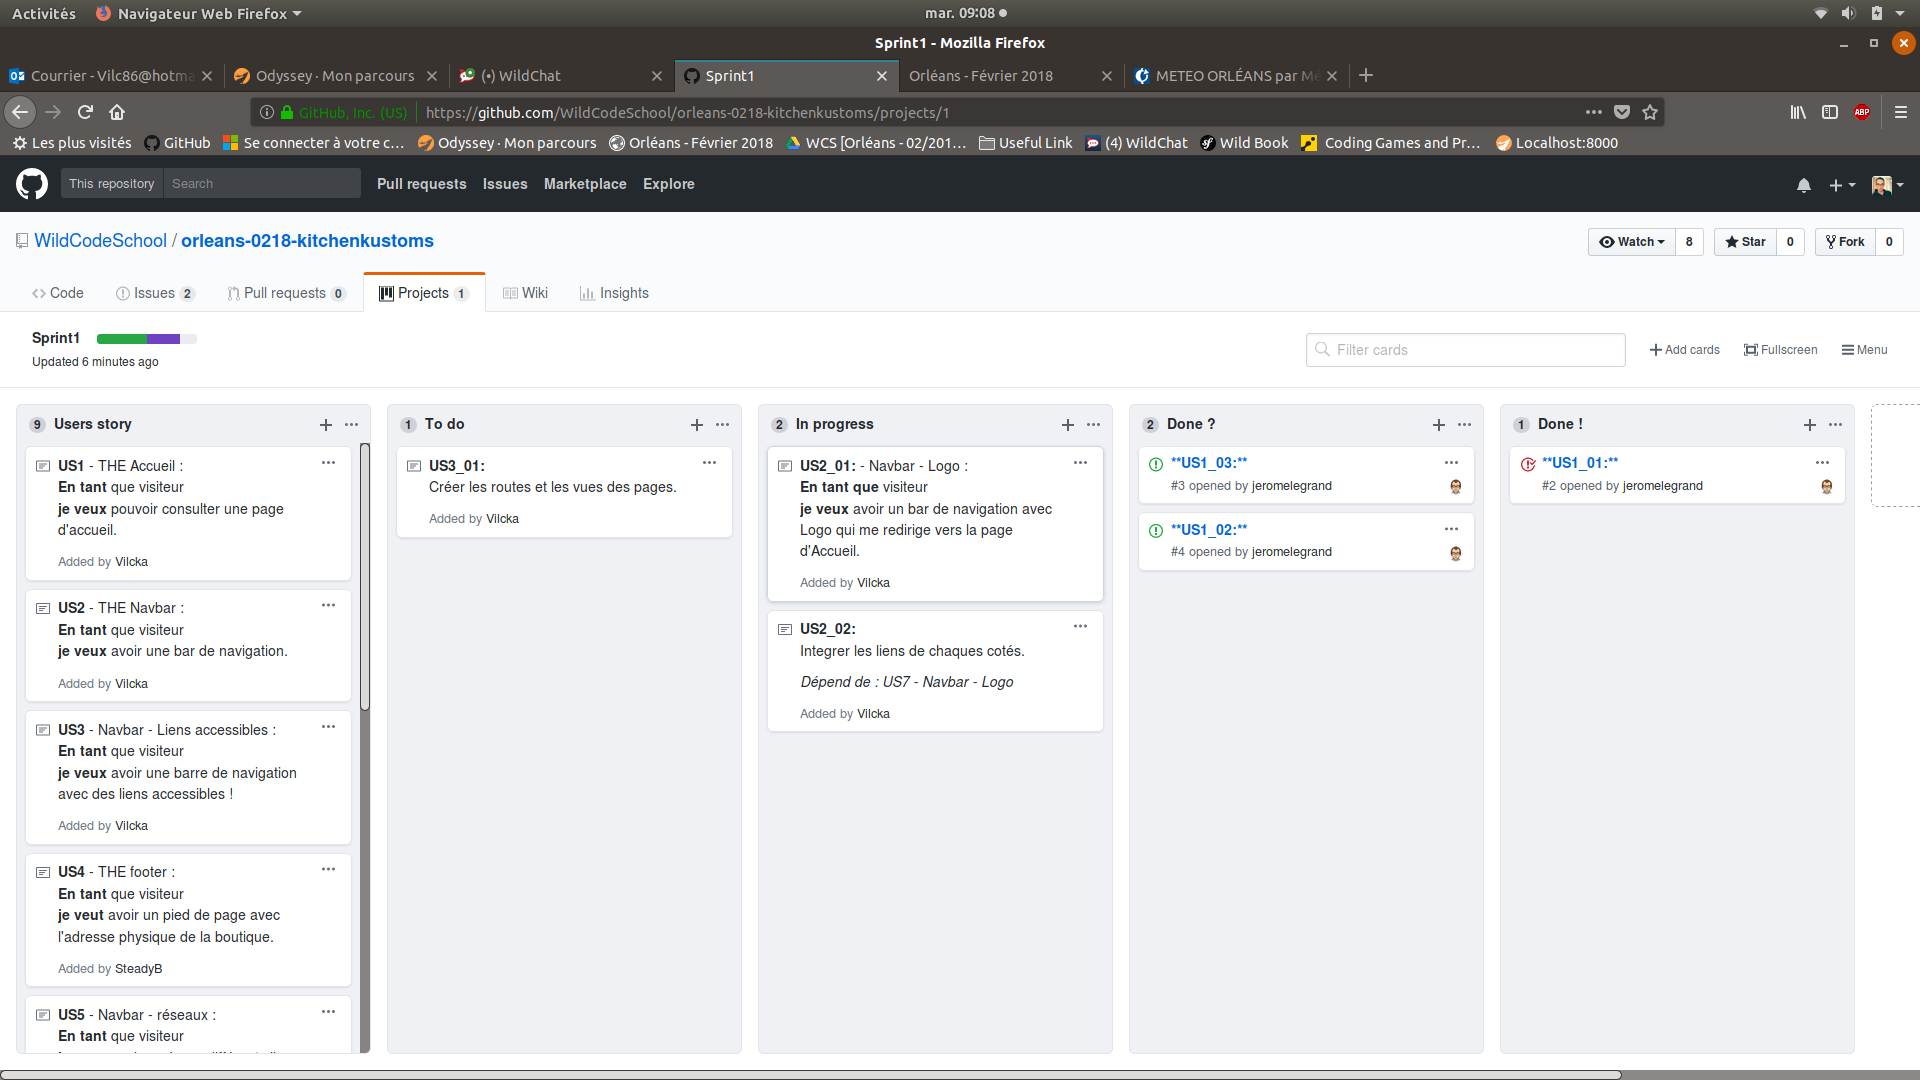 Activités
Navigateur Web Firefox
mar. 09:08
Sprint1 - Mozilla Firefox
Courrier - Vilc86@hotma
Odyssey · Mon parcours
(•) WildChat
Sprint1
Orléans - Février 2018
METEO ORLÉANS par Mé
GitHub, Inc. (US)
https://github.com/WildCodeSchool/orleans-0218-kitchenkustoms/projects/1
ABP
Les plus visités
GitHub
Se connecter à votre c…
Odyssey · Mon parcours
Orléans - Février 2018
WCS [Orléans - 02/201…
Useful Link
(4) WildChat
Wild Book
Coding Games and Pr…
Localhost:8000
This repository
Search
Pull requests
Issues
Marketplace
Explore
WildCodeSchool / orleans-0218-kitchenkustoms
Watch 8
Star 0
Fork 0
Code
Issues 2
Pull requests 0
Projects 1
Wiki
Insights
Sprint1
Updated 6 minutes ago
Filter cards
Add cards
Fullscreen
Menu
9 Users story
US1 - THE Accueil :
En tant que visiteur
je veux pouvoir consulter une page
d'accueil.
Added by Vilcka
US2 - THE Navbar :
En tant que visiteur
je veux avoir une bar de navigation.
Added by Vilcka
US3 - Navbar - Liens accessibles :
En tant que visiteur
je veux avoir une barre de navigation
avec des liens accessibles !
Added by Vilcka
US4 - THE footer :
En tant que visiteur
je veut avoir un pied de page avec
l'adresse physique de la boutique.
Added by SteadyB
US5 - Navbar - réseaux :
En tant que visiteur
1 To do
US3_01:
Créer les routes et les vues des pages.
Added by Vilcka
2 In progress
US2_01: - Navbar - Logo :
En tant que visiteur
je veux avoir un bar de navigation avec
Logo qui me redirige vers la page
d'Accueil.
Added by Vilcka
US2_02:
Integrer les liens de chaques cotés.
Dépend de : US7 - Navbar - Logo
Added by Vilcka
2 Done ?
**US1_03:**
#3 opened by jeromelegrand
**US1_02:**
#4 opened by jeromelegrand
1 Done !
**US1_01:**
#2 opened by jeromelegrand